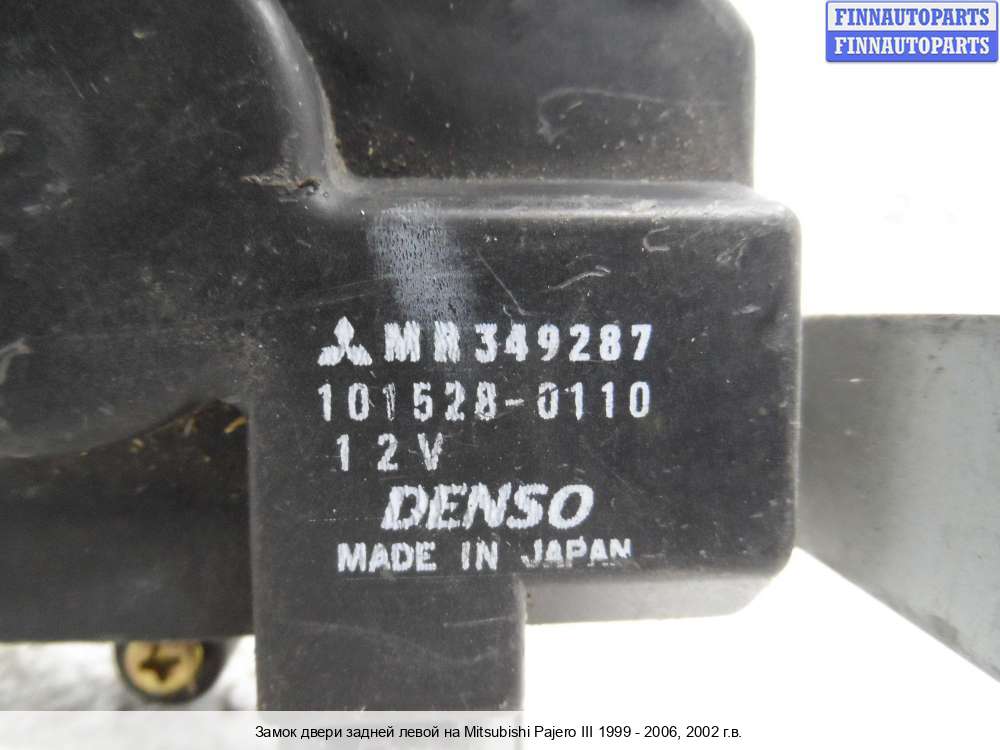 FINNAUTOPARTS
FINNAUTOPARTS
MR349287
101528-0110
12V
DENSO
MADE IN JAPAN
Замок двери задней левой на Mitsubishi Pajero III 1999 - 2006, 2002 г.в.